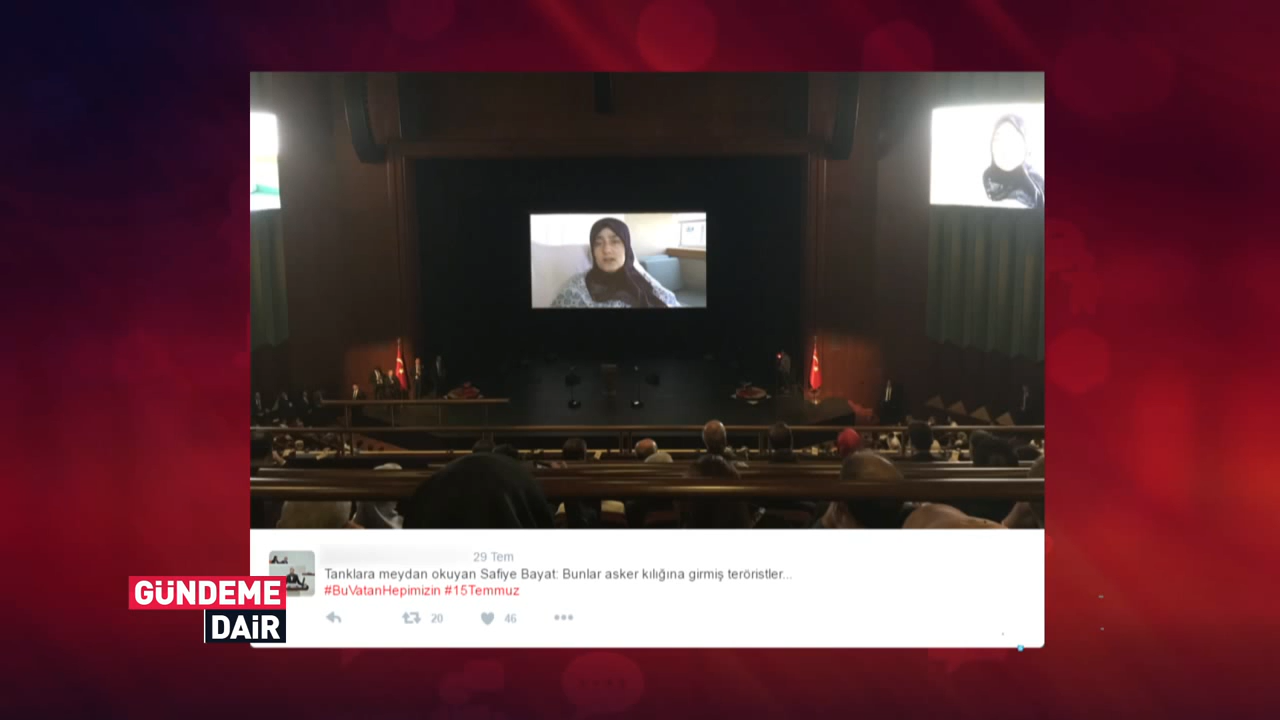 29 Tem
Tanklara meydan okuyan Safiye Bayat: Bunlar asker kılığına girmiş teröristler...
#BuVatanHepimizin #15Temmuz
20 46
GÜNDEME
DAİR